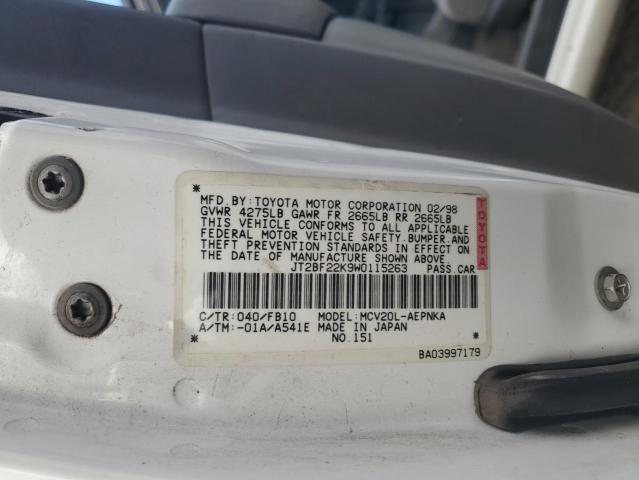 MFD. BY: TOYOTA MOTOR CORPORATION 02/98
GVWR 4275LB GAWR FR 2665LB RR 2665LB
THIS VEHICLE CONFORMS TO ALL APPLICABLE
FEDERAL MOTOR VEHICLE SAFETY, BUMPER, AND
THEFT PREVENTION STANDARDS IN EFFECT ON
THE DATE OF MANUFACTURE SHOWN ABOVE.
TOYOTA
JT2BF22K9W0115263 PASS. CAR
C/TR: 040/FB10 MODEL: MCV20L-AEPNKA
A/TM: -01A/A541E MADE IN JAPAN
NO. 151
BA03997179